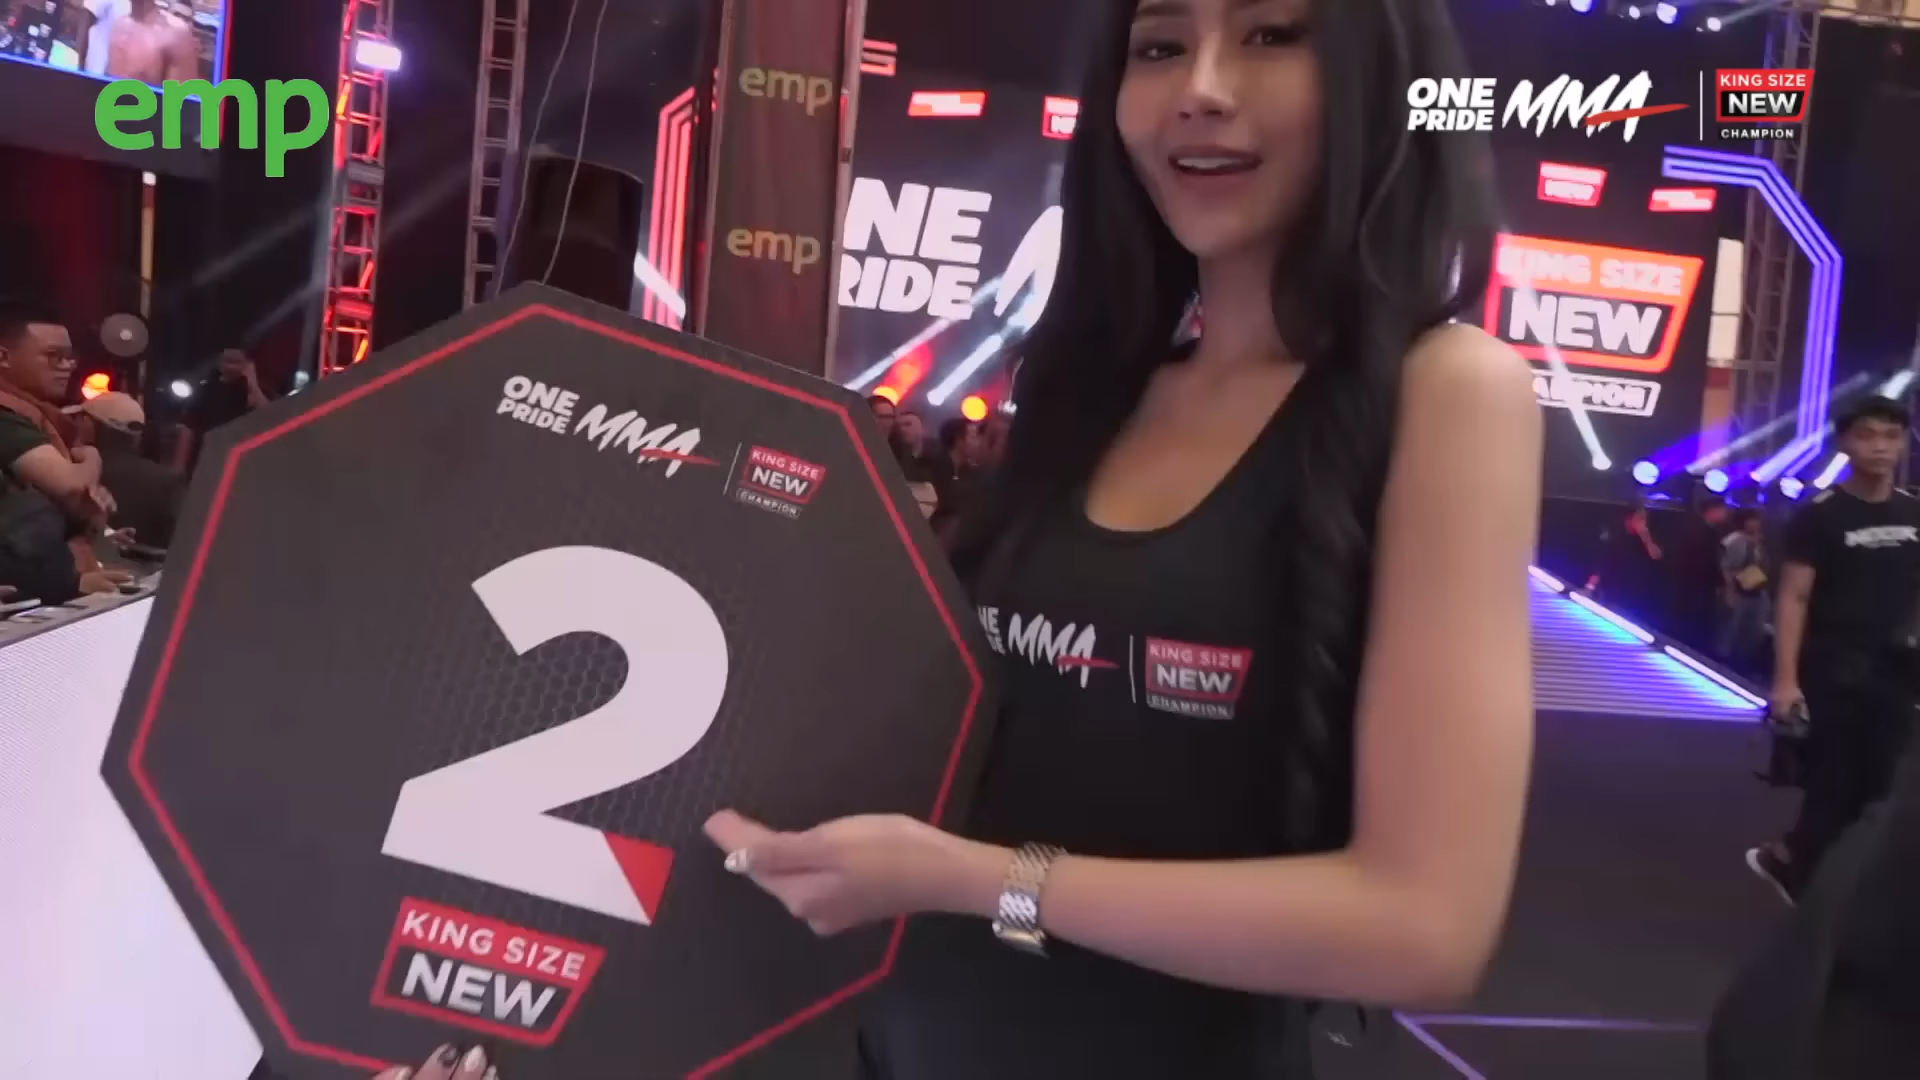 emp
ONE
PRIDE MMA
KING SIZE
NEW
CHAMPION
emp
emp
NE
RIDE
KING SIZE
NEW
ONE
PRIDE MMA
KING SIZE
NEW
CHAMPION
2
KING SIZE
NEW
MMA
KING SIZE
NEW
CHAMPION